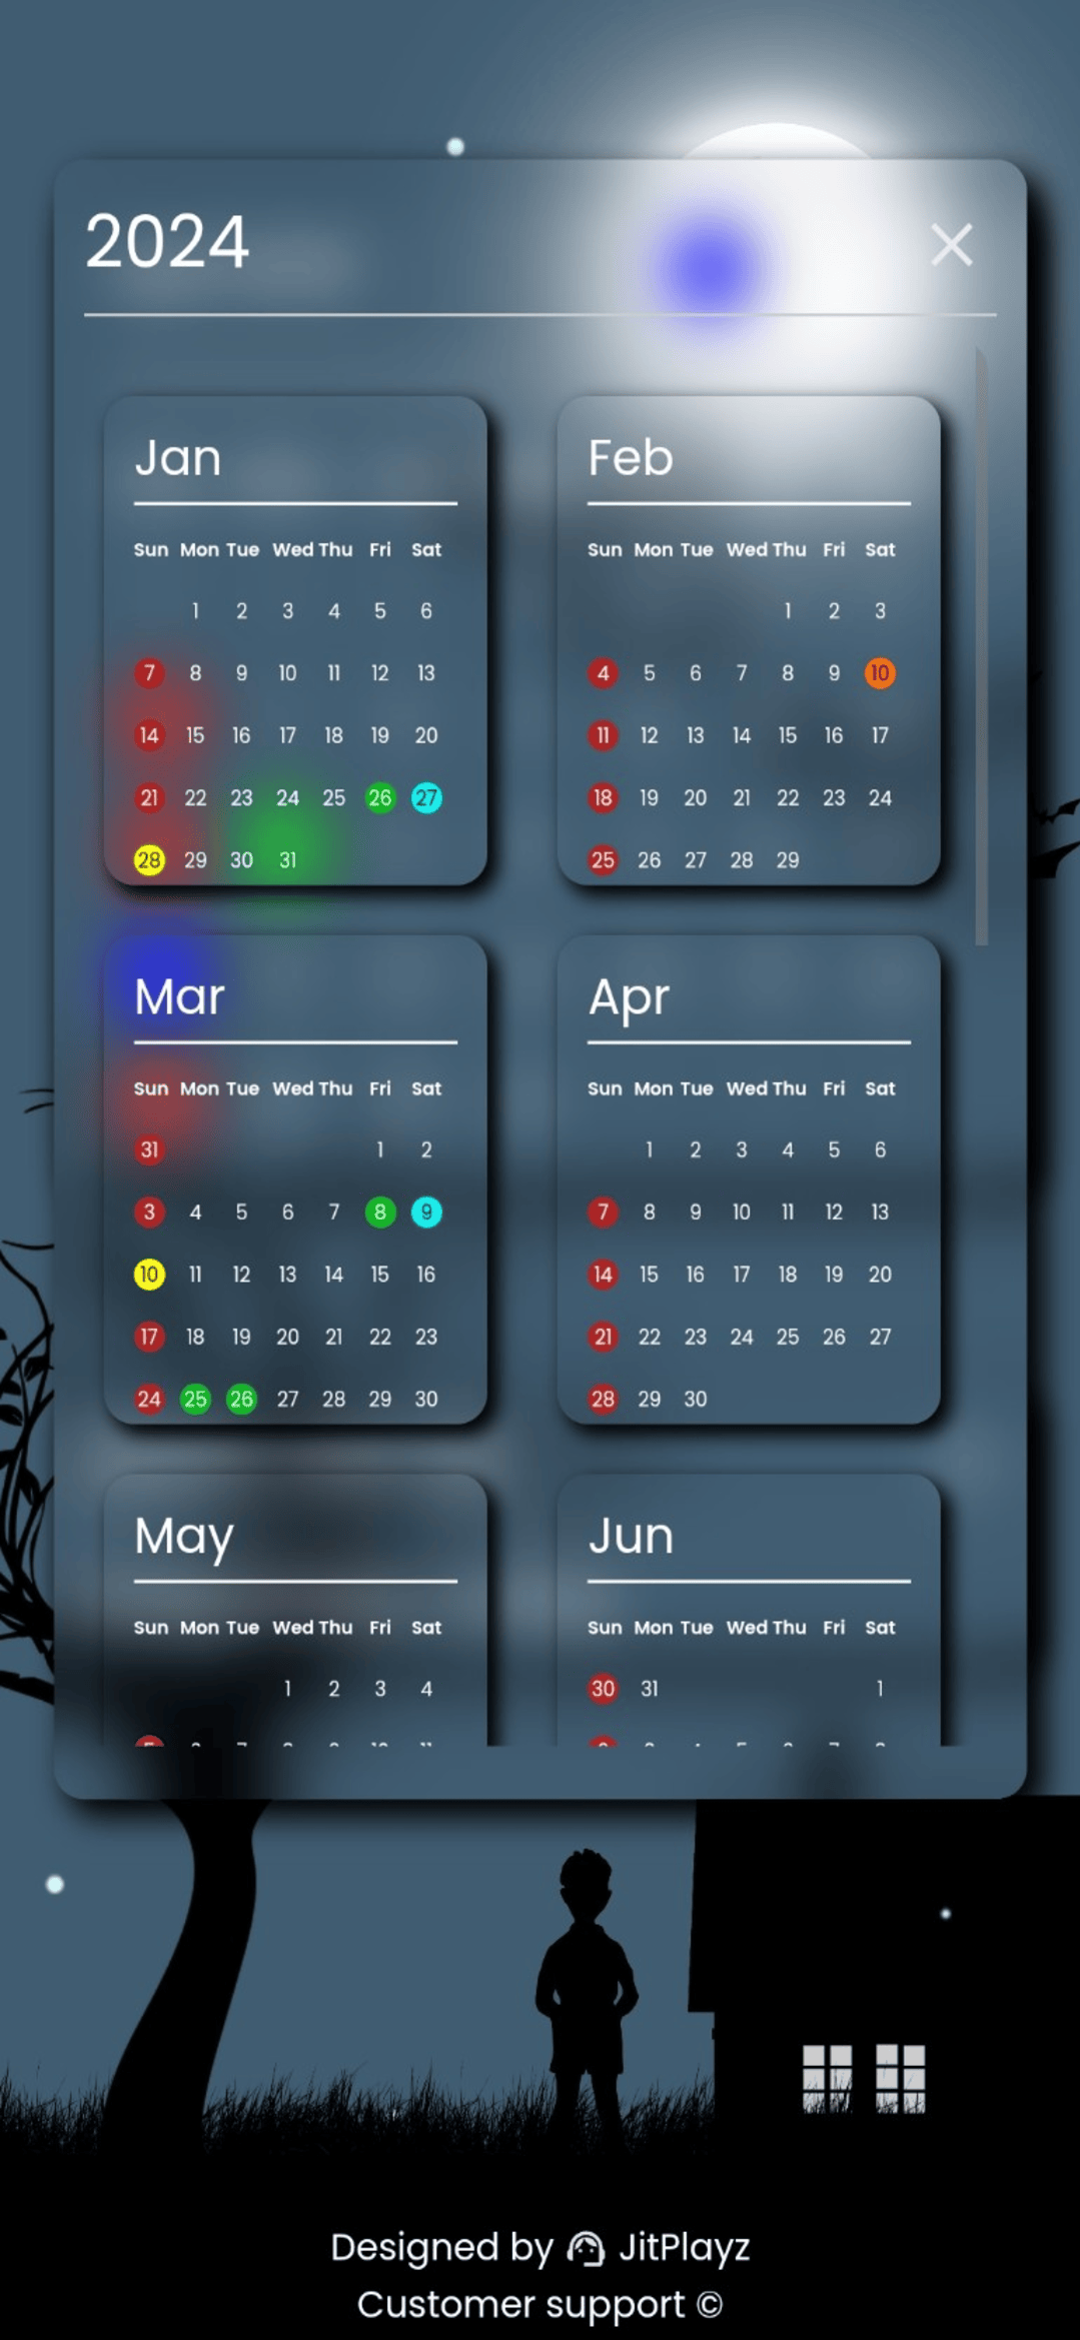 2024
Jan
Sun Mon Tue Wed Thu Fri Sat
1 2 3 4 5 6
7 8 9 10 11 12 13
14 15 16 17 18 19 20
21 22 23 24 25 26 27
28 29 30 31
Feb
Sun Mon Tue Wed Thu Fri Sat
1 2 3
4 5 6 7 8 9 10
11 12 13 14 15 16 17
18 19 20 21 22 23 24
25 26 27 28 29
Mar
Sun Mon Tue Wed Thu Fri Sat
31 1 2
3 4 5 6 7 8 9
10 11 12 13 14 15 16
17 18 19 20 21 22 23
24 25 26 27 28 29 30
Apr
Sun Mon Tue Wed Thu Fri Sat
1 2 3 4 5 6
7 8 9 10 11 12 13
14 15 16 17 18 19 20
21 22 23 24 25 26 27
28 29 30
May
Sun Mon Tue Wed Thu Fri Sat
1 2 3 4
Jun
Sun Mon Tue Wed Thu Fri Sat
30 31 1
Designed by JitPlayz
Customer support ©